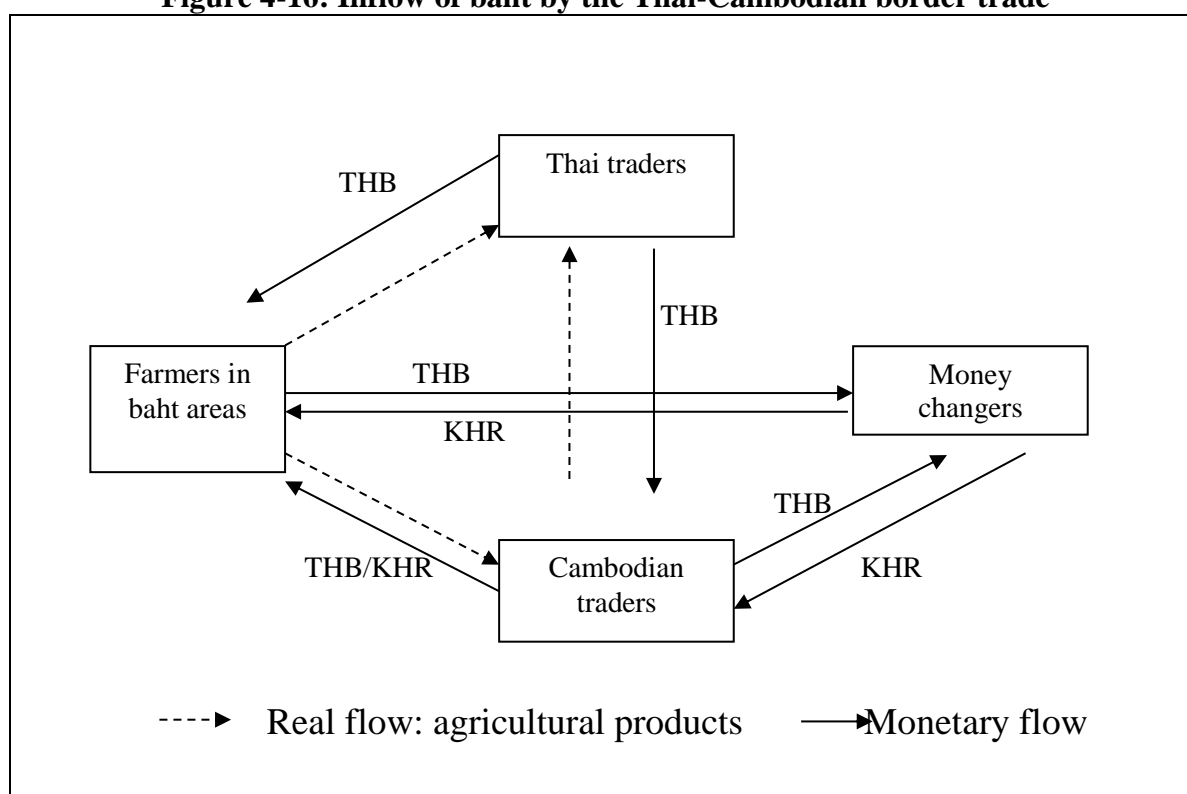 Figure 4-16: Inflow of baht by the Thai-Cambodian border trade
Thai traders
THB
THB
Farmers in
baht areas
THB
KHR
Money
changers
THB
THB/KHR
Cambodian
traders
KHR
Real flow: agricultural products
Monetary flow